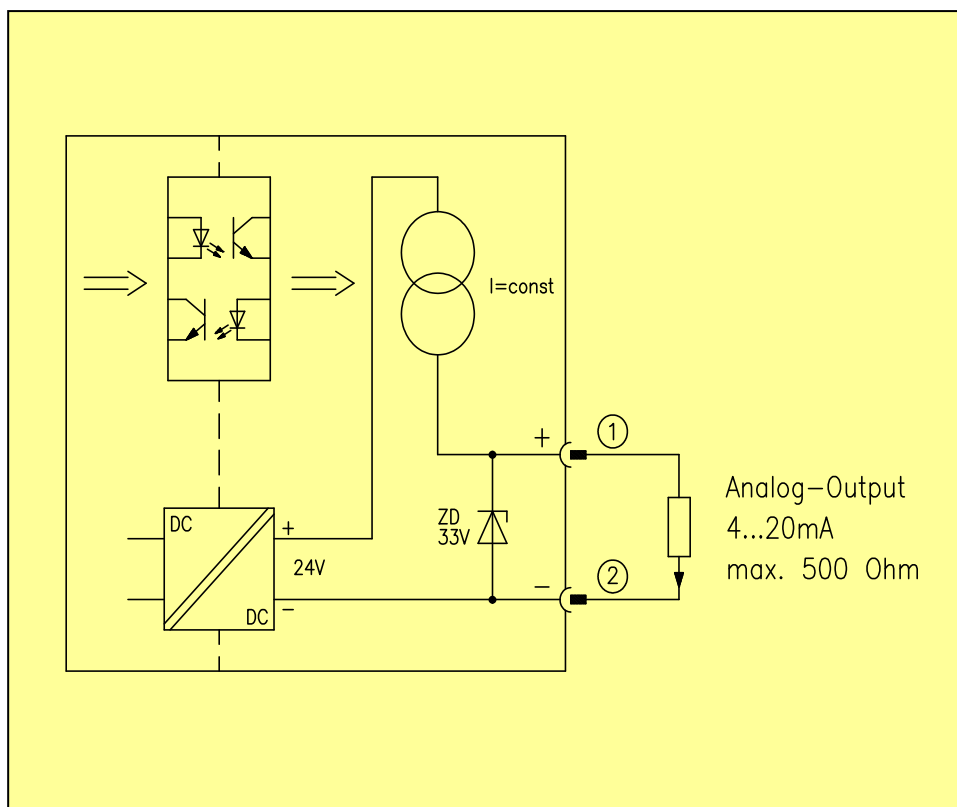 I=const
+
1
Analog-Output
4...20mA
max. 500 Ohm
ZD
33V
DC
+
24V
-
2
DC
-